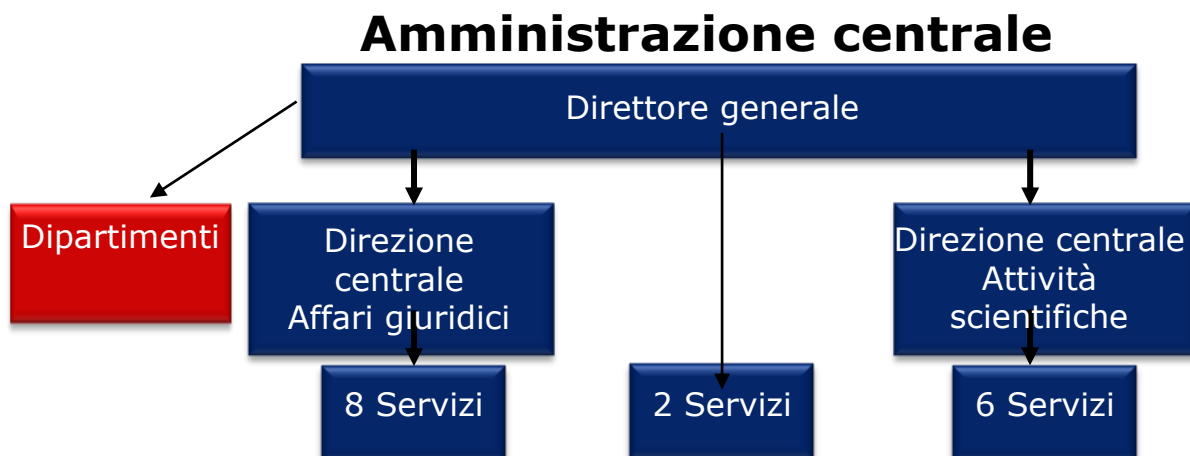 Amministrazione centrale
Direttore generale
Dipartimenti
Direzione
centrale
Affari giuridici
Direzione centrale
Attività
scientifiche
8 Servizi
2 Servizi
6 Servizi